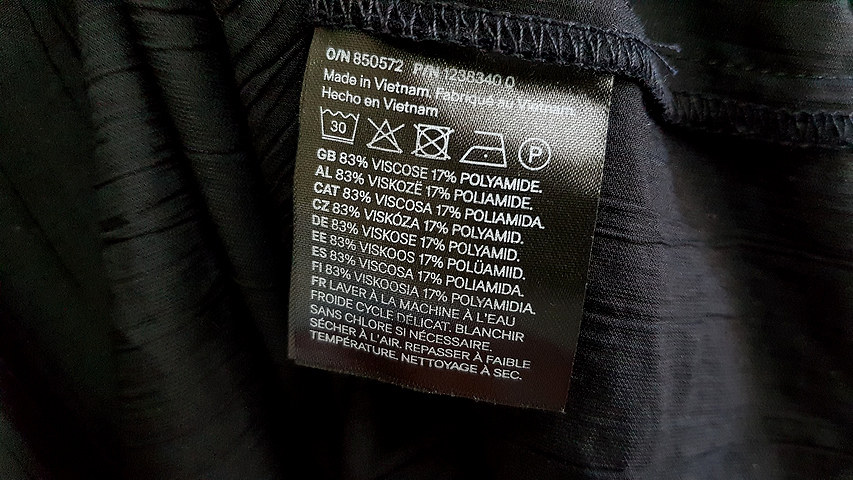 O/N 850572 P/N 1238340.0
Made in Vietnam, Fabriqué au Vietnam,
Hecho en Vietnam
30 P
GB 83% VISCOSE 17% POLYAMIDE.
AL 83% VISKOZË 17% POLIAMIDE.
CAT 83% VISCOSA 17% POLIAMIDA.
CZ 83% VISKÓZA 17% POLYAMID.
DE 83% VISKOSE 17% POLYAMID.
EE 83% VISKOOS 17% POLÜAMIID.
ES 83% VISCOSA 17% POLIAMIDA.
FI 83% VISKOOSIA 17% POLYAMIDIA.
FR LAVER À LA MACHINE À L'EAU
FROIDE CYCLE DÉLICAT. BLANCHIR
SANS CHLORE SI NÉCESSAIRE.
SÉCHER À L'AIR. REPASSER À FAIBLE
TEMPÉRATURE. NETTOYAGE À SEC.